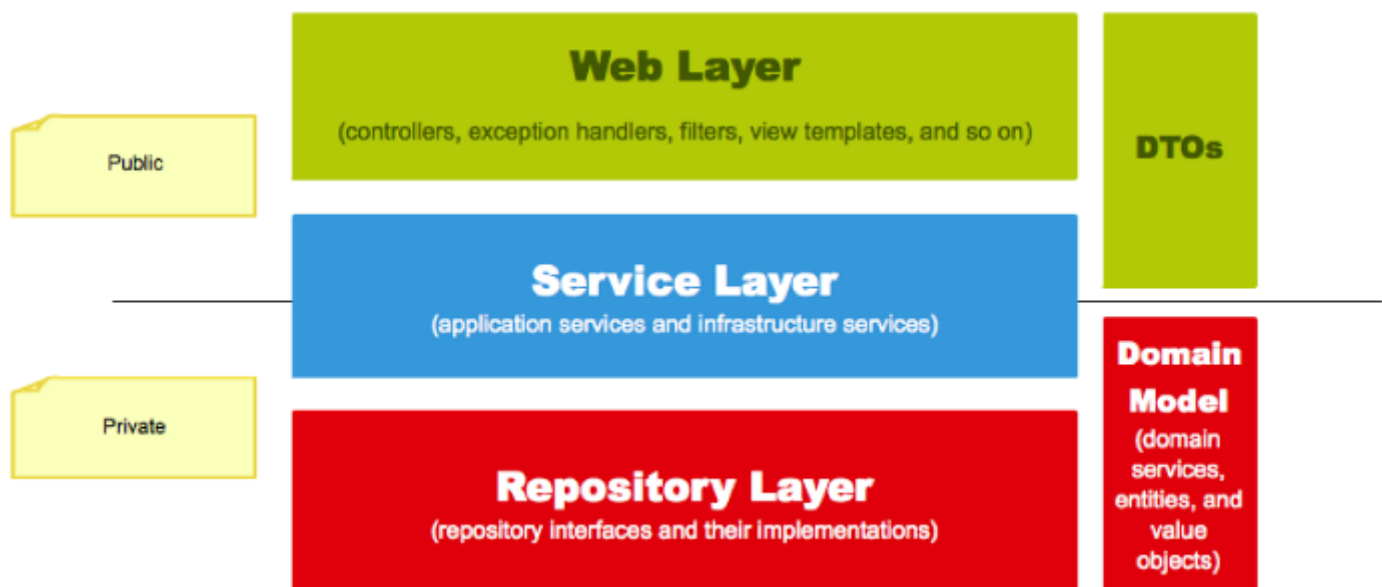 Web Layer
(controllers, exception handlers, filters, view templates, and so on)
DTOs
Public
Service Layer
(application services and infrastructure services)
Domain
Model
(domain
services,
entities, and
value
objects)
Private
Repository Layer
(repository interfaces and their implementations)